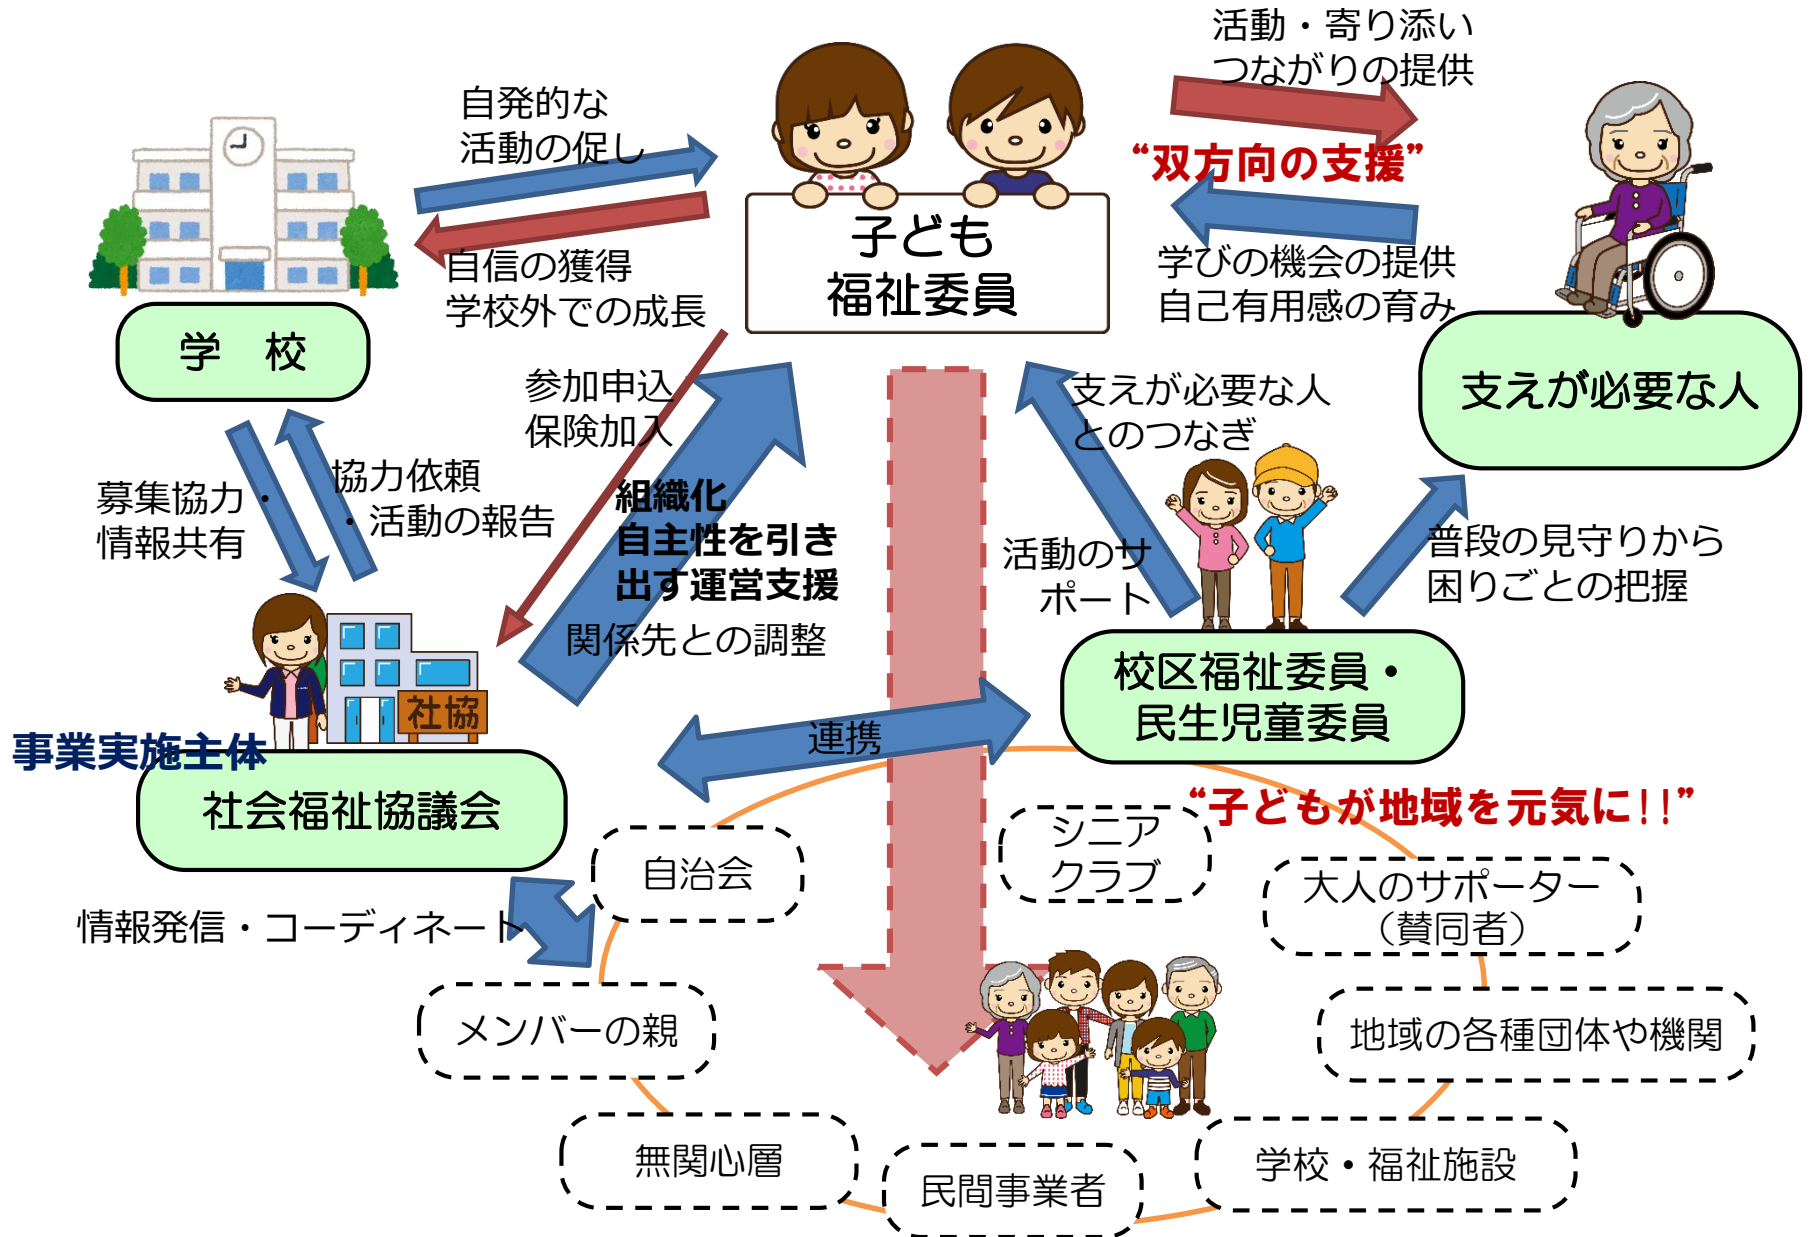 活動・寄り添い
つながりの提供
自発的な
活動の促し
“双方向の支援”
子ども
福祉委員
自信の獲得
学校外での成長
学びの機会の提供
自己有用感の育み
学　校
支えが必要な人
参加申込
保険加入
支えが必要な人
とのつなぎ
募集協力・
情報共有
協力依頼
・活動の報告
組織化
自主性を引き
出す運営支援
関係先との調整
活動のサ
ポート
普段の見守りから
困りごとの把握
社協
事業実施主体
社会福祉協議会
連携
校区福祉委員・
民生児童委員
“子どもが地域を元気に!!”
自治会
シニア
クラブ
大人のサポーター
（賛同者）
情報発信・コーディネート
メンバーの親
地域の各種団体や機関
無関心層
民間事業者
学校・福祉施設